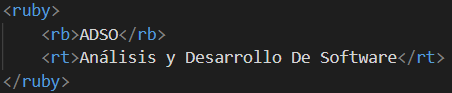 <ruby>
    <rb>ADSO</rb>
    <rt>Análisis y Desarrollo De Software</rt>
</ruby>